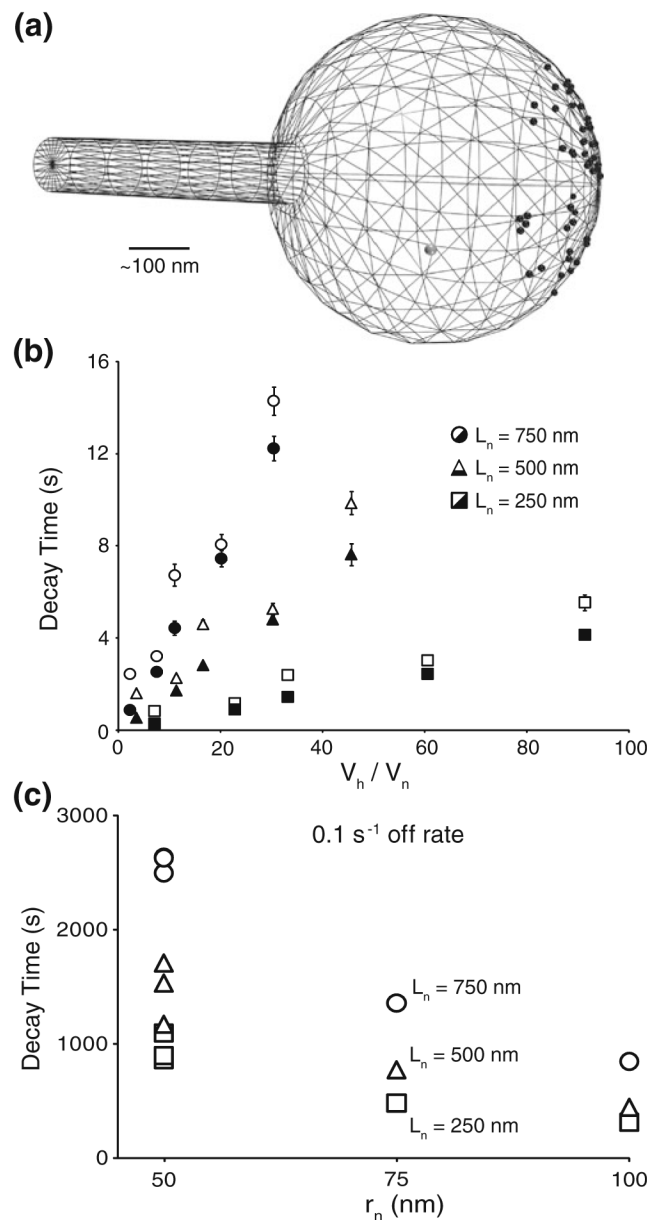 (a)
~100 nm
(b)
16
12
8
4
0
Decay Time (s)
L_n = 750 nm
L_n = 500 nm
L_n = 250 nm
0 20 40 60 80 100
V_h / V_n
(c)
3000
2000
1000
0
Decay Time (s)
0.1 s⁻¹ off rate
L_n = 750 nm
L_n = 500 nm
L_n = 250 nm
50 75 100
r_n (nm)